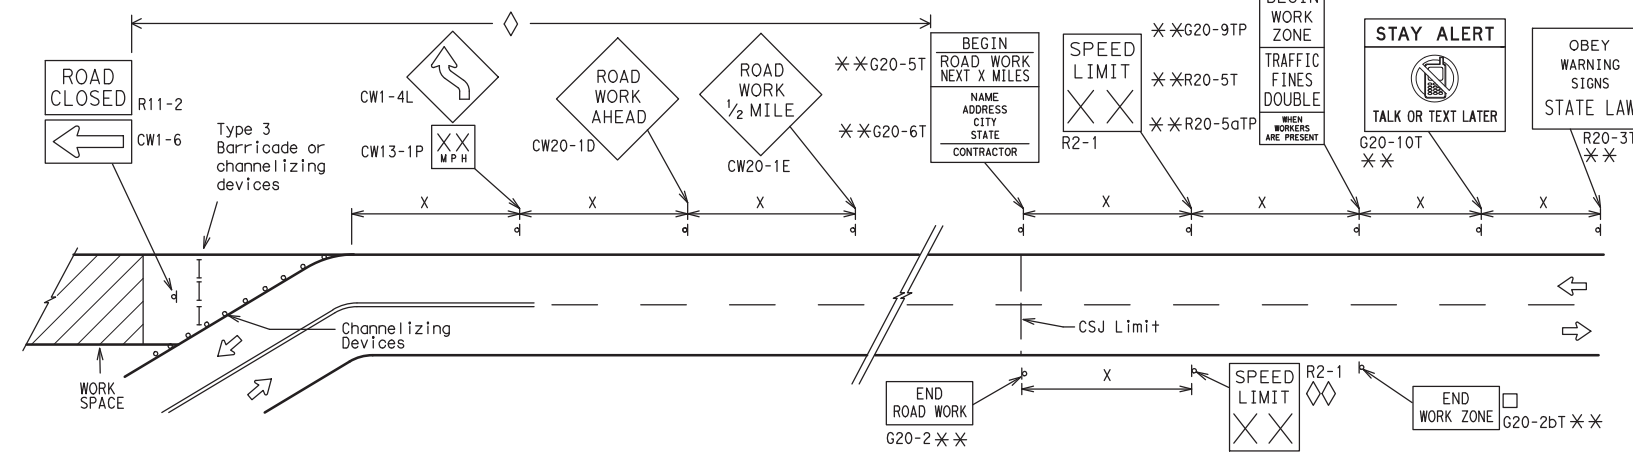 ROAD
CLOSED
R11-2
CW1-6
Type 3
Barricade or
channelizing
devices
CW1-4L
XX
MPH
CW13-1P
ROAD
WORK
AHEAD
CW20-1D
ROAD
WORK
1/2 MILE
CW20-1E
**G20-5T
BEGIN
ROAD WORK
NEXT X MILES
**G20-6T
NAME
ADDRESS
CITY
STATE
CONTRACTOR
SPEED
LIMIT
XX
R2-1
**G20-9TP
BEGIN
WORK
ZONE
**R20-5T
TRAFFIC
FINES
DOUBLE
**R20-5aTP
WHEN
WORKERS
ARE PRESENT
STAY ALERT
TALK OR TEXT LATER
G20-10T
**
OBEY
WARNING
SIGNS
STATE LAW
R20-3T
**
X
X
X
X
X
X
X
Channelizing
Devices
CSJ Limit
WORK
SPACE
END
ROAD WORK
G20-2**
X
SPEED
LIMIT
XX
R2-1
END
WORK ZONE
G20-2bT**